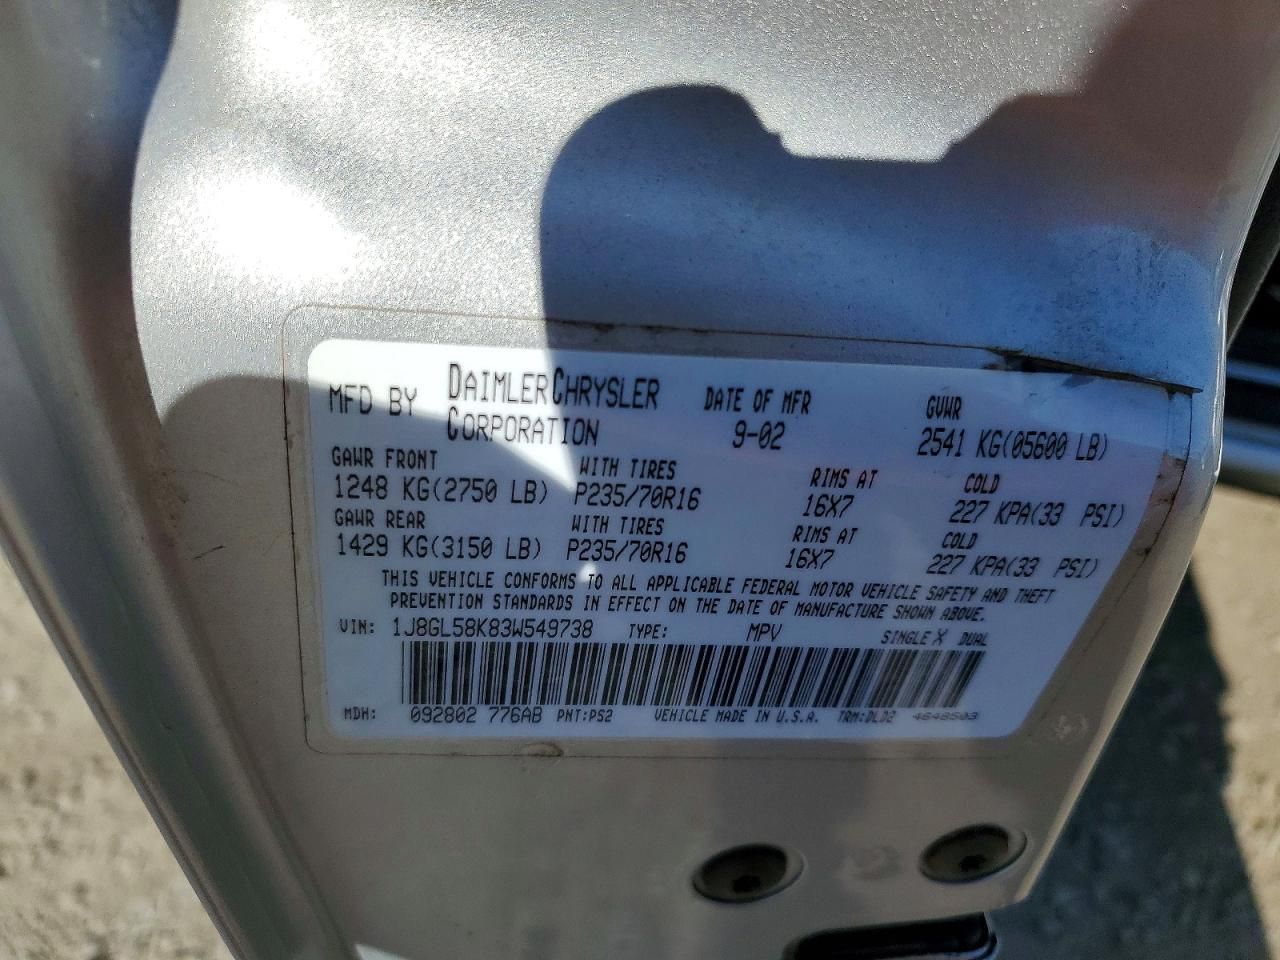 MFD BY DAIMLERCHRYSLER CORPORATION DATE OF MFR 9-02 GVWR 2541 KG(05600 LB)
GAWR FRONT WITH TIRES RIMS AT COLD
1248 KG(2750 LB) P235/70R16 16X7 227 KPA(33 PSI)
GAWR REAR WITH TIRES RIMS AT COLD
1429 KG(3150 LB) P235/70R16 16X7 227 KPA(33 PSI)
THIS VEHICLE CONFORMS TO ALL APPLICABLE FEDERAL MOTOR VEHICLE SAFETY AND THEFT
PREVENTION STANDARDS IN EFFECT ON THE DATE OF MANUFACTURE SHOWN ABOVE.
VIN: 1J8GL58K83W549738 TYPE: MPV SINGLE X DUAL
MDH: 092802 776AB PNT:PS2 VEHICLE MADE IN U.S.A. TRM:DLD2 4648503